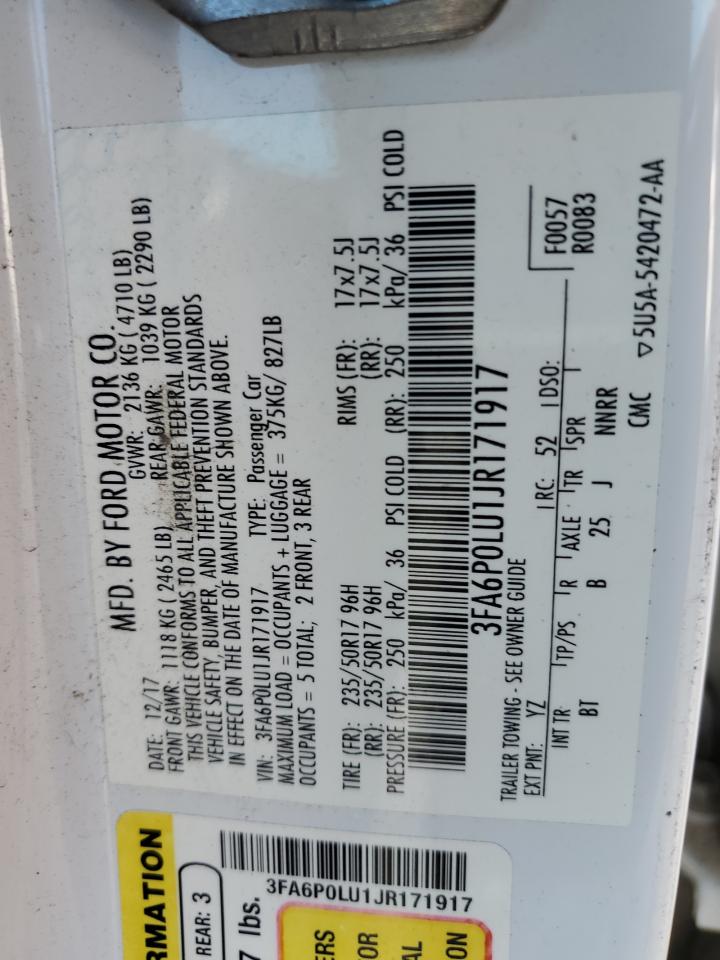 MFD. BY FORD MOTOR CO.
DATE: 12/17 GVWR: 2136 KG ( 4710 LB)
FRONT GAWR: 1118 KG ( 2465 LB) REAR GAWR: 1039 KG ( 2290 LB)
THIS VEHICLE CONFORMS TO ALL APPLICABLE FEDERAL MOTOR
VEHICLE SAFETY, BUMPER, AND THEFT PREVENTION STANDARDS
IN EFFECT ON THE DATE OF MANUFACTURE SHOWN ABOVE.
VIN: 3FA6P0LU1JR171917 TYPE: Passenger Car
MAXIMUM LOAD = OCCUPANTS + LUGGAGE = 375KG/ 827LB
OCCUPANTS = 5 TOTAL; 2 FRONT, 3 REAR
TIRE (FR): 235/50R17 96H RIMS (FR): 17x7.5J
(RR): 235/50R17 96H (RR): 17x7.5J
PRESSURE (FR): 250 kPa/ 36 PSI COLD (RR): 250 kPa/ 36 PSI COLD
3FA6P0LU1JR171917
TRAILER TOWING - SEE OWNER GUIDE
EXT PNT: YZ RC: 52 DSO: F0057
R0083
INT TR TP/PS R AXLE TR SPR
BT B 25 J NNRR
CMC ▽5U5A-5420472-AA
RMATION
REAR: 3
7 lbs.
3FA6P0LU1JR171917
ERS
OR
AL
ON